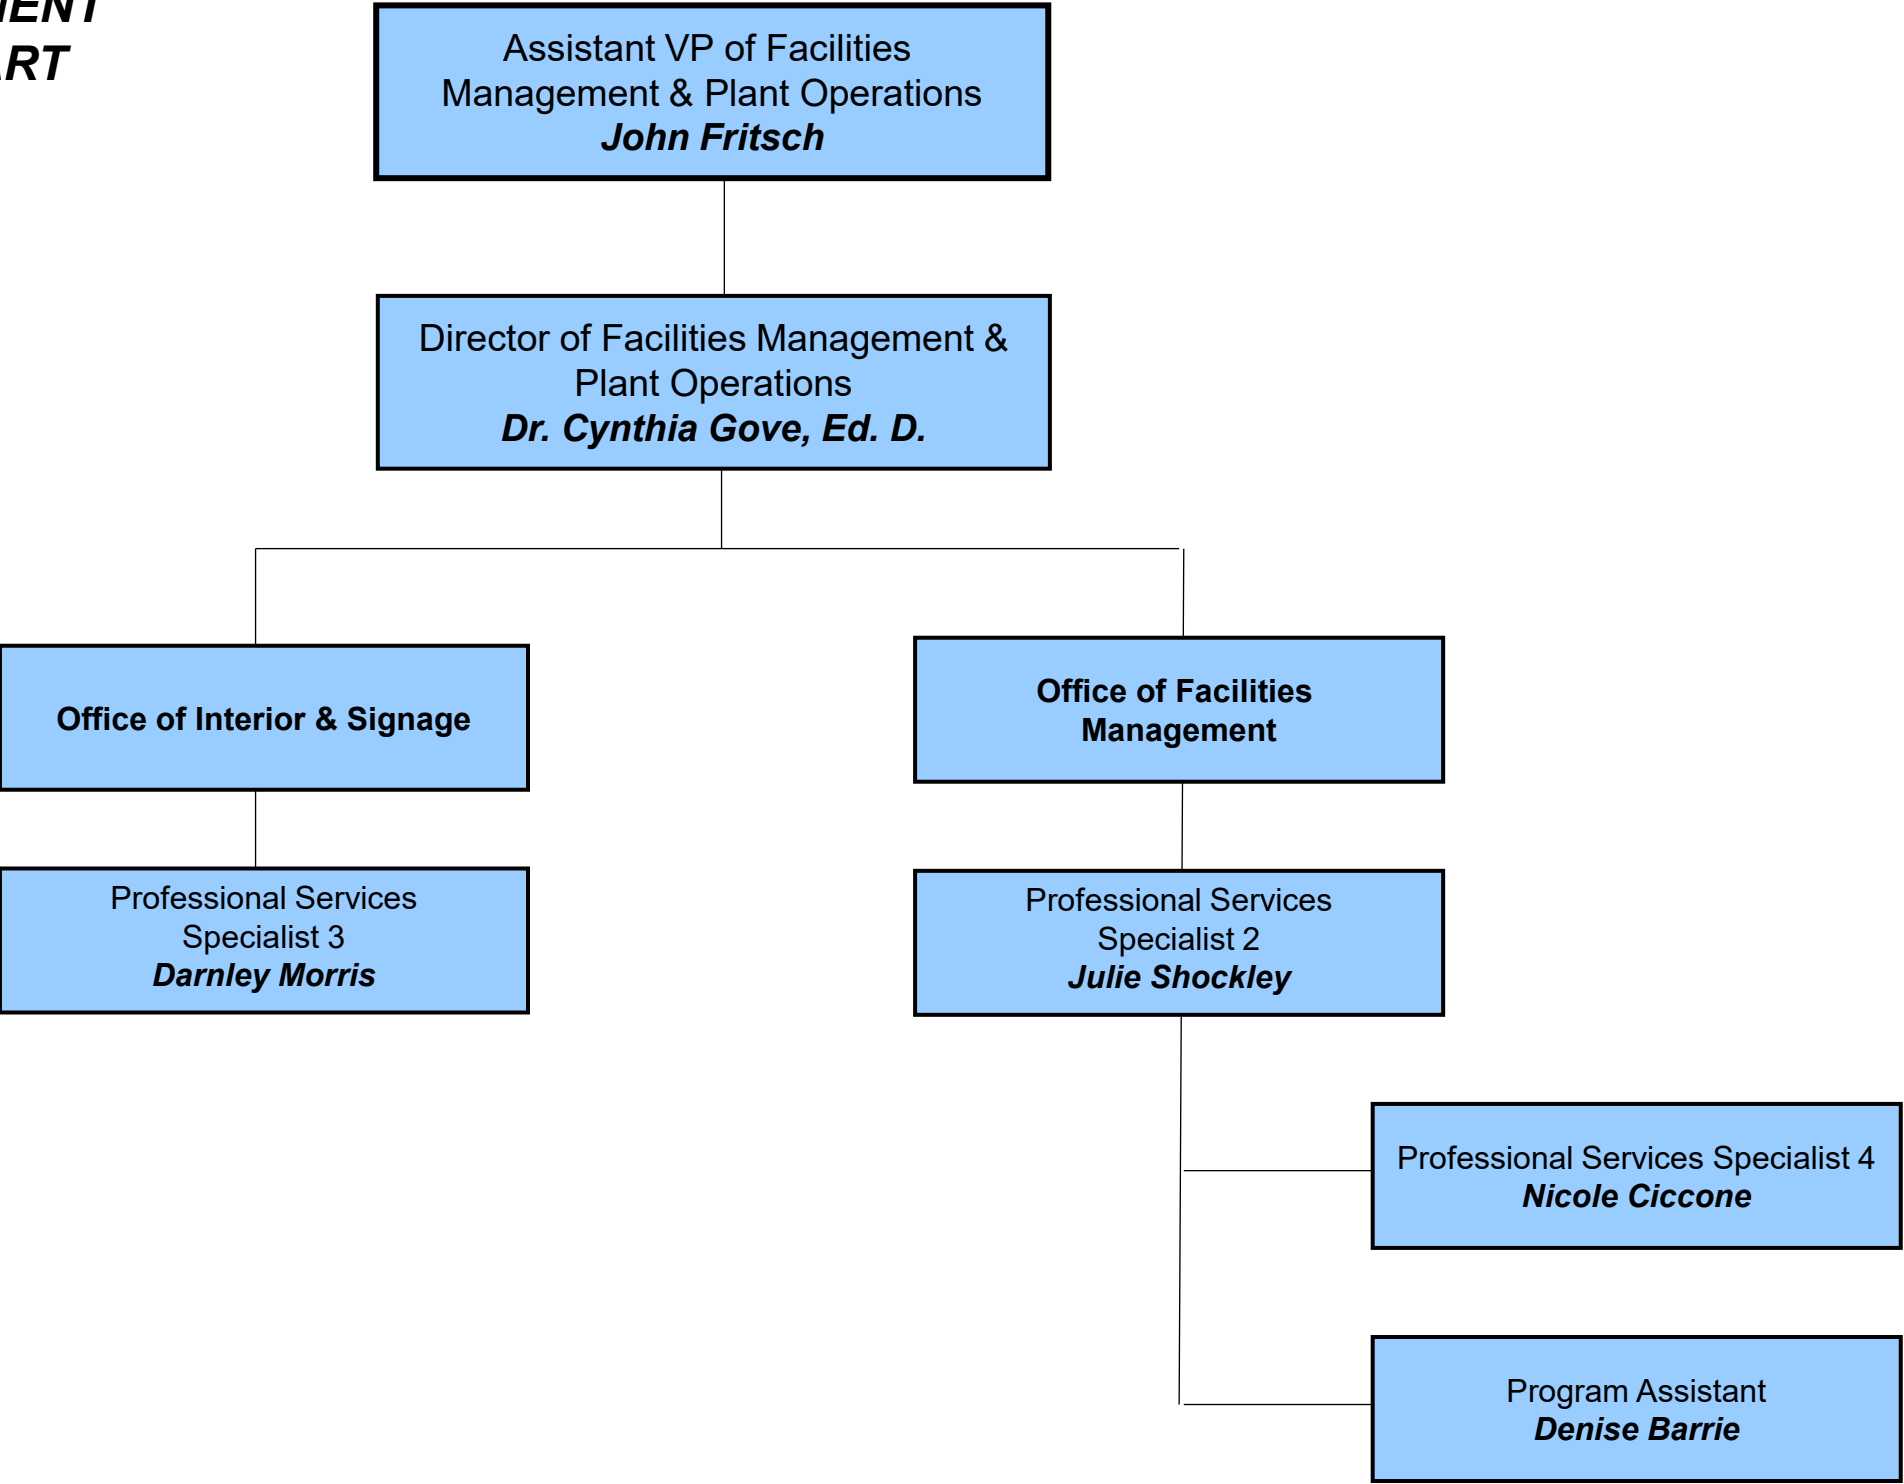 Assistant VP of Facilities
Management & Plant Operations
John Fritsch
Director of Facilities Management &
Plant Operations
Dr. Cynthia Gove, Ed. D.
Office of Interior & Signage
Office of Facilities
Management
Professional Services
Specialist 3
Darnley Morris
Professional Services
Specialist 2
Julie Shockley
Professional Services Specialist 4
Nicole Ciccone
Program Assistant
Denise Barrie